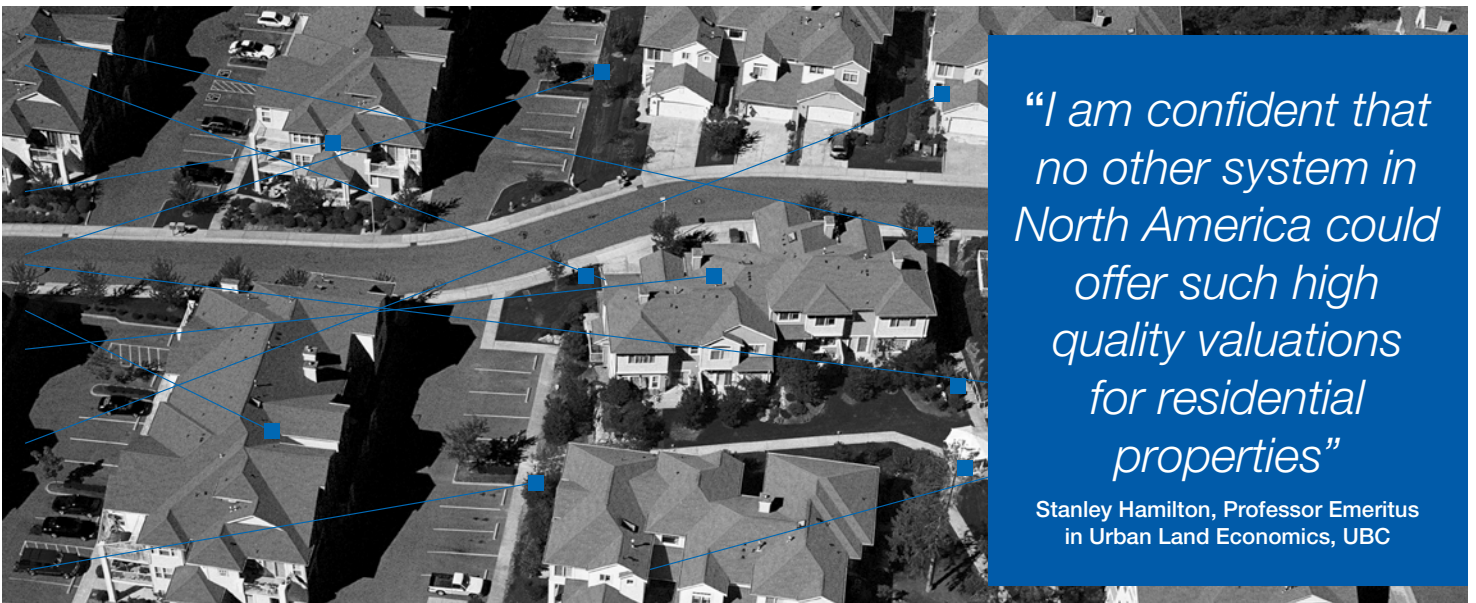 “I am confident that
no other system in
North America could
offer such high
quality valuations
for residential
properties”
Stanley Hamilton, Professor Emeritus
in Urban Land Economics, UBC